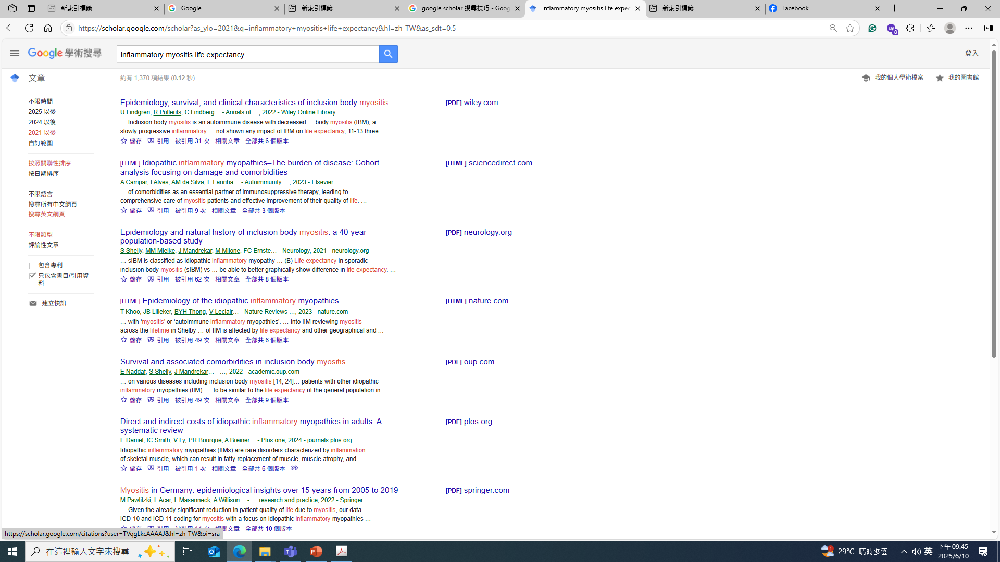 新索引標籤
Google
新索引標籤
google scholar 搜尋技巧 - Goog
inflammatory myositis life expec
新索引標籤
Facebook
https://scholar.google.com/scholar?as_ylo=2021&q=inflammatory+myositis+life+expectancy&hl=zh-TW&as_sdt=0,5
EN
8
Google 學術搜尋
inflammatory myositis life expectancy
登入
文章
約有 1,370 項結果 (0.12 秒)
我的個人學術檔案
我的圖書館
不限時間
2025 以後
2024 以後
2021 以後
自訂範圍...
按照關聯性排序
按日期排序
不限語言
搜尋所有中文網頁
搜尋英文網頁
不限類型
評論性文章
包含專利
只包含書目/引用資
料
建立快訊
Epidemiology, survival, and clinical characteristics of inclusion body myositis
U Lindgren, R Pullerits, C Lindberg… - Annals of …, 2022 - Wiley Online Library
… Inclusion body myositis is an autoimmune disease with decreased … body myositis (IBM), a
slowly progressive inflammatory … not shown any impact of IBM on life expectancy, 11-13 three …
儲存 引用 被引用 31 次 相關文章 全部共 6 個版本
[PDF] wiley.com
[HTML] Idiopathic inflammatory myopathies–The burden of disease: Cohort
analysis focusing on damage and comorbidities
A Campar, I Alves, AM da Silva, F Farinha… - Autoimmunity …, 2023 - Elsevier
… of comorbidities as an essential partner of immunosuppressive therapy, leading to
comprehensive care of myositis patients and effective improvement of their quality of life. …
儲存 引用 被引用 9 次 相關文章 全部共 3 個版本
[HTML] sciencedirect.com
Epidemiology and natural history of inclusion body myositis: a 40-year
population-based study
S Shelly, MM Mielke, J Mandrekar, M Milone, FC Ernste… - Neurology, 2021 - neurology.org
… sIBM is classified as idiopathic inflammatory myopathy … (B) Life expectancy in sporadic
inclusion body myositis (sIBM) vs … be able to better graphically show difference in life expectancy. …
儲存 引用 被引用 62 次 相關文章 全部共 8 個版本
[PDF] neurology.org
[HTML] Epidemiology of the idiopathic inflammatory myopathies
T Khoo, JB Lilleker, BYH Thong, V Leclair… - Nature Reviews …, 2023 - nature.com
… with ‘myositis’ or ‘autoimmune inflammatory myopathies’. … into IIM reviewing myositis
across the lifetime in Shelby … of IIM is affected by life expectancy and other geographical and …
儲存 引用 被引用 49 次 相關文章 全部共 6 個版本
[HTML] nature.com
Survival and associated comorbidities in inclusion body myositis
E Naddaf, S Shelly, J Mandrekar… - …, 2022 - academic.oup.com
… on various diseases including inclusion body myositis [14, 24]… patients with other idiopathic
inflammatory myopathies (IIM). … to be similar to the life expectancy of the general population in …
儲存 引用 被引用 49 次 相關文章 全部共 9 個版本
[PDF] oup.com
Direct and indirect costs of idiopathic inflammatory myopathies in adults: A
systematic review
E Daniel, IC Smith, V Ly, PR Bourque, A Breiner… - Plos one, 2024 - journals.plos.org
Idiopathic inflammatory myopathies (IIMs) are rare disorders characterized by inflammation
of skeletal muscle, which can result in fatty replacement of muscle, muscle atrophy, and …
儲存 引用 被引用 1 次 相關文章 全部共 6 個版本
[PDF] plos.org
Myositis in Germany: epidemiological insights over 15 years from 2005 to 2019
M Pawlitzki, L Acar, L Masanneck, A Willison… - … research and practice, 2022 - Springer
… Given the already significant reduction in patient quality of life due to myositis, our data …
ICD-10 and ICD-11 coding for myositis with a focus on idiopathic inflammatory myopathies …
儲存 引用 被引用 14 次 相關文章 全部共 10 個版本
[PDF] springer.com
https://scholar.google.com/citations?user=TVqgLkcAAAAJ&hl=zh-TW&oi=sra
在這裡輸入文字來搜尋
1
29°C 晴時多雲
英
下午 09:45
2025/6/10